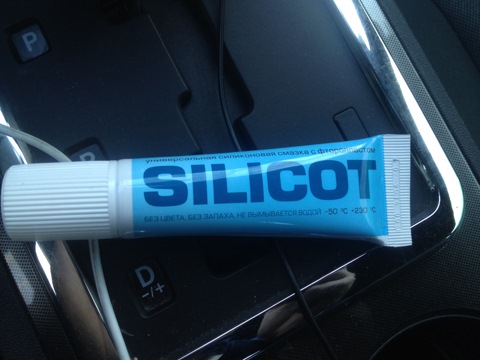 P
универсальная силиконовая смазка с фторопластом
SILICOT
БЕЗ ЦВЕТА, БЕЗ ЗАПАХА, НЕ ВЫМЫВАЕТСЯ ВОДОЙ -50 °C +230 °C
D
-/+